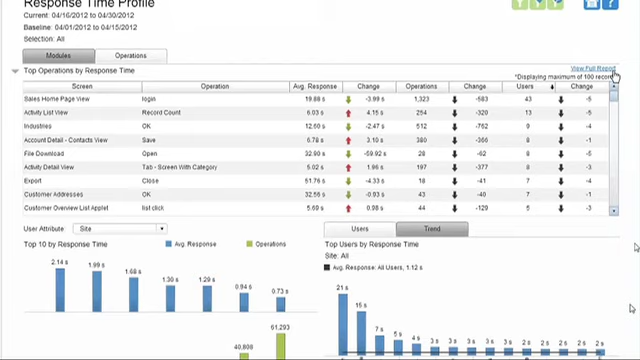 Response Time Profile
Current: 04/16/2012 to 04/30/2012
Baseline: 04/01/2012 to 04/15/2012
Selection: All
Modules Operations
Top Operations by Response Time
View Full Report
*Displaying maximum of 100 records
Screen Operation Avg. Response Change Operations Change Users Change
Sales Home Page View login 19.88 s -3.99 s 1,323 -583 43 -5
Activity List View Record Count 6.03 s 4.15 s 254 -320 13 -5
Industries OK 12.60 s -2.47 s 512 -762 9 -4
Account Detail - Contacts View Save 6.78 s 3.10 s 380 -366 8 -1
File Download Open 32.90 s -59.92 s 28 -62 8 -5
Activity Detail View Tab - Screen With Category 5.02 s 1.96 s 197 -377 8 -3
Export Close 51.76 s -4.33 s 18 -41 7 -4
Customer Addresses OK 32.56 s -0.93 s 43 -40 7 -1
Customer Overview List Applet list click 5.69 s 0.98 s 44 -129 5 -3
User Attribute: Site
Users Trend
Top 10 by Response Time
Avg. Response Operations
2.14 s 1.99 s 1.68 s 1.30 s 1.29 s 0.94 s 0.73 s
40,808 61,293
Top Users by Response Time
Site: All
Avg. Response: All Users, 1.12 s
21 s 15 s 7 s 5 s 4 s 3 s 3 s 3 s 3 s 3 s 2 s 2 s 2 s 2 s 2 s